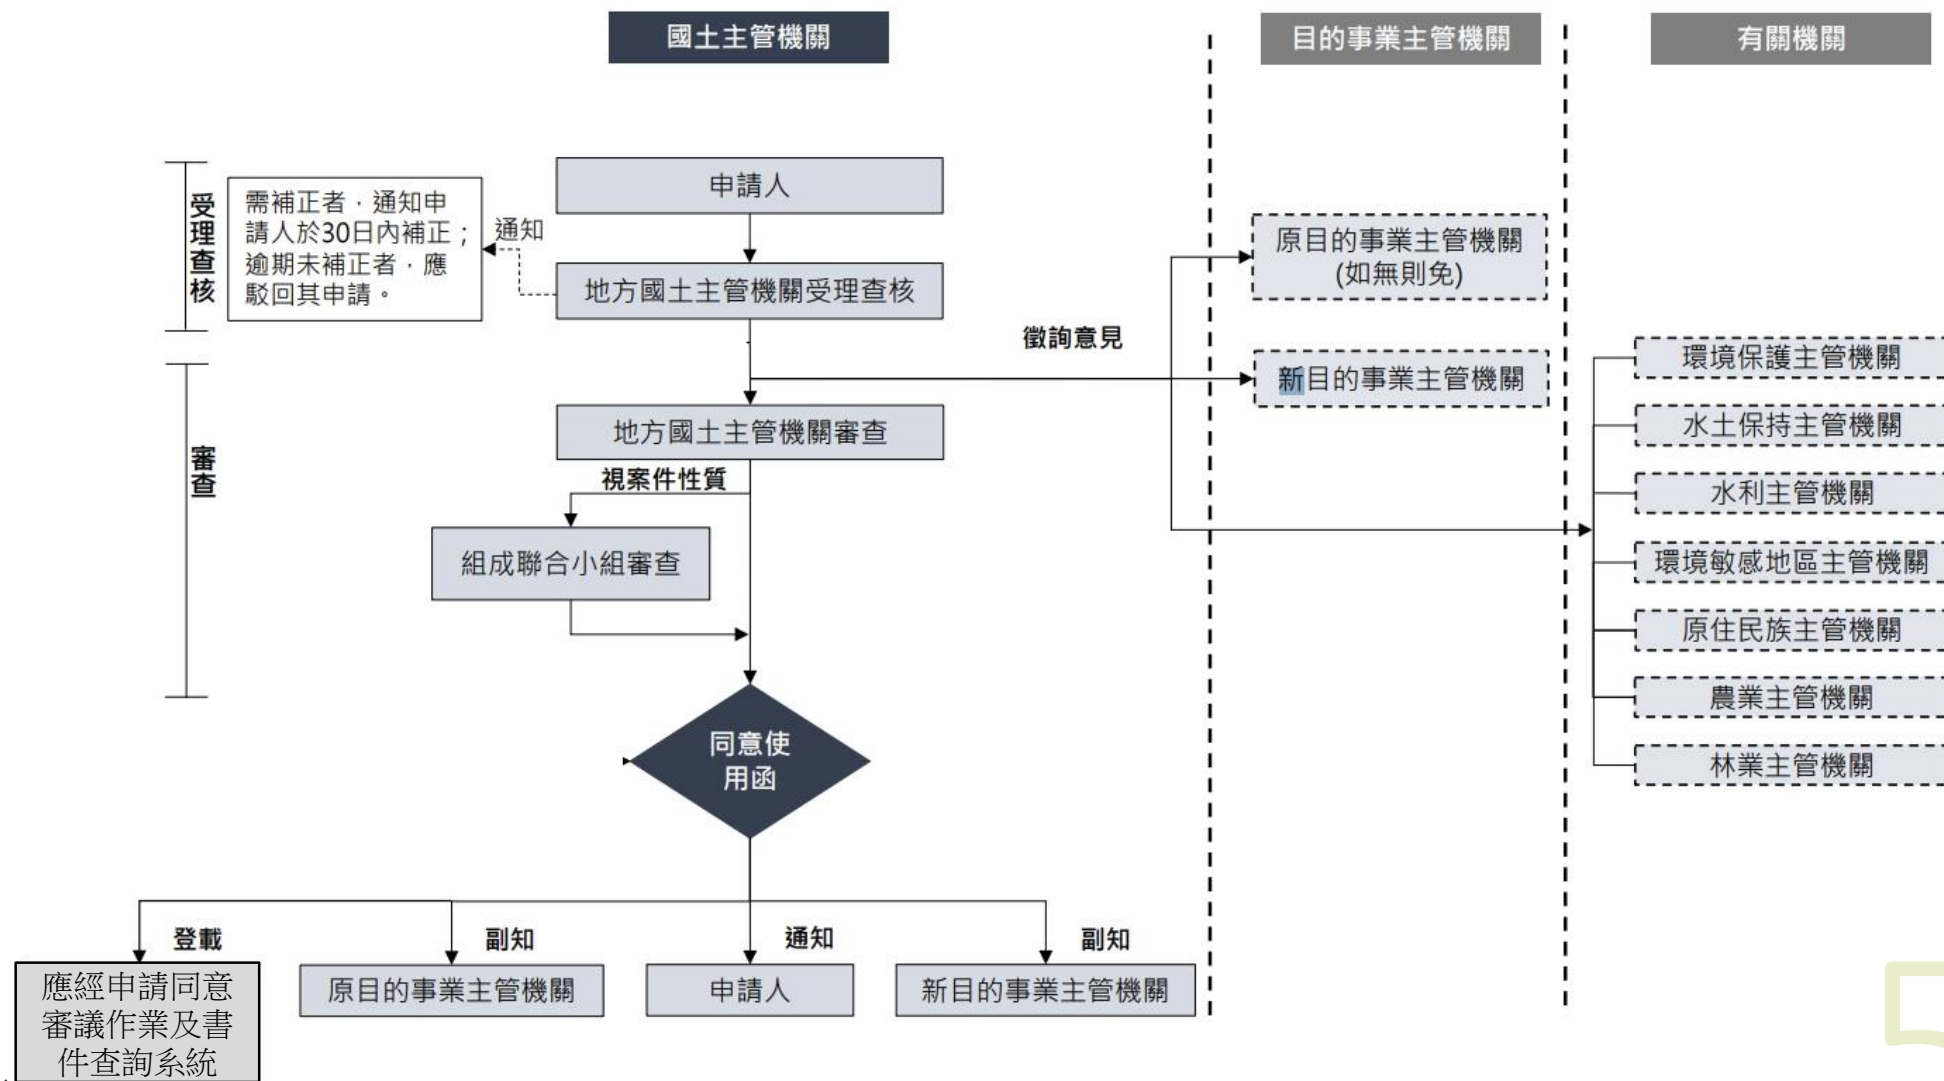 國土主管機關
目的事業主管機關
有關機關
受理查核
需補正者，通知申
請人於30日內補正；
逾期未補正者，應
駁回其申請。
通知
申請人
地方國土主管機關受理查核
徵詢意見
原目的事業主管機關
(如無則免)
新目的事業主管機關
環境保護主管機關
水土保持主管機關
水利主管機關
環境敏感地區主管機關
原住民族主管機關
農業主管機關
林業主管機關
審查
地方國土主管機關審查
視案件性質
組成聯合小組審查
同意使
用函
登載
副知
通知
副知
應經申請同意
審議作業及書
件查詢系統
原目的事業主管機關
申請人
新目的事業主管機關